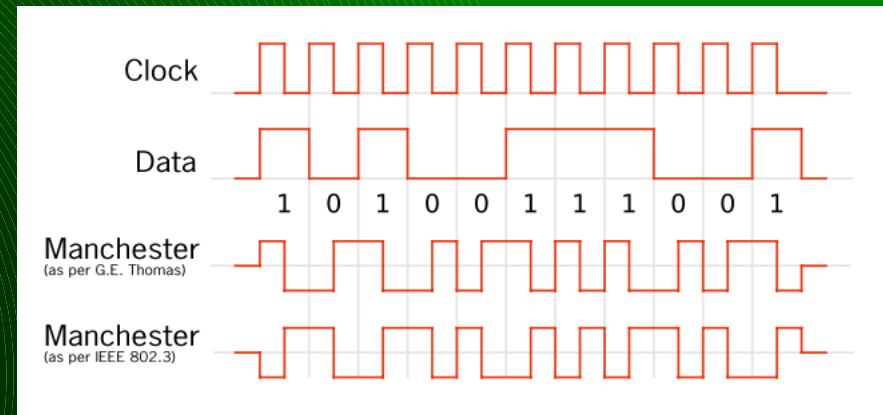 Clock
Data
1 0 1 0 0 1 1 1 0 0 1
Manchester
(as per G.E. Thomas)
Manchester
(as per IEEE 802.3)